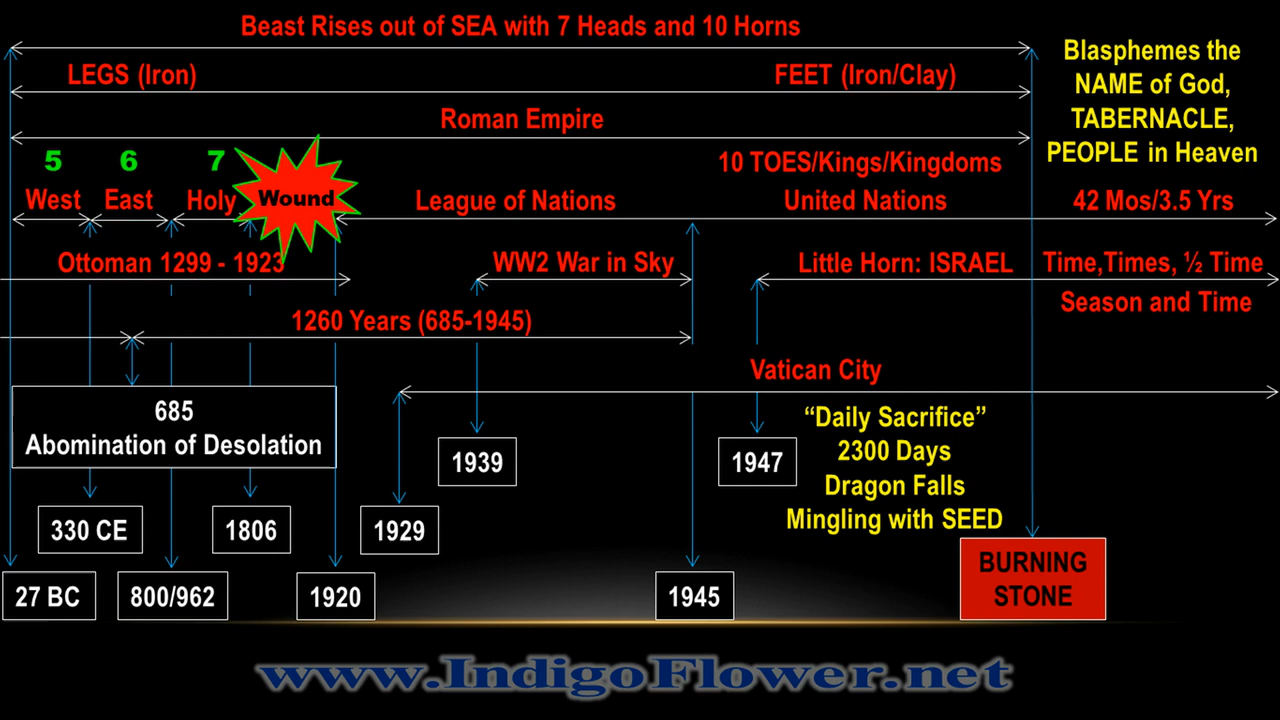 Beast Rises out of SEA with 7 Heads and 10 Horns
Blasphemes the
NAME of God,
TABERNACLE,
PEOPLE in Heaven
LEGS (Iron)
FEET (Iron/Clay)
Roman Empire
5
6
7
10 TOES/Kings/Kingdoms
West
East
Holy
Wound
League of Nations
United Nations
42 Mos/3.5 Yrs
Ottoman 1299 - 1923
WW2 War in Sky
Little Horn: ISRAEL
Time,Times, ½ Time
Season and Time
1260 Years (685-1945)
Vatican City
685
Abomination of Desolation
“Daily Sacrifice”
2300 Days
Dragon Falls
Mingling with SEED
1939
1947
330 CE
1806
1929
BURNING
STONE
27 BC
800/962
1920
1945
www.IndigoFlower.net